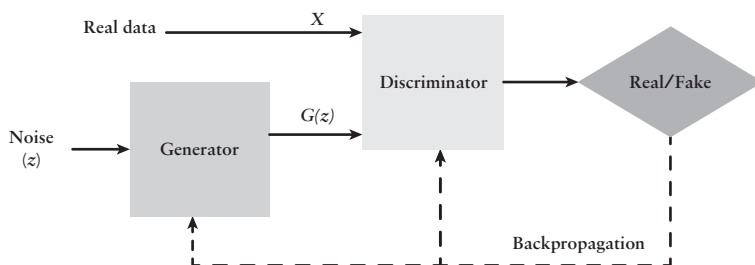 Real data
X
Discriminator
Real/Fake
Noise
(z)
Generator
G(z)
Backpropagation